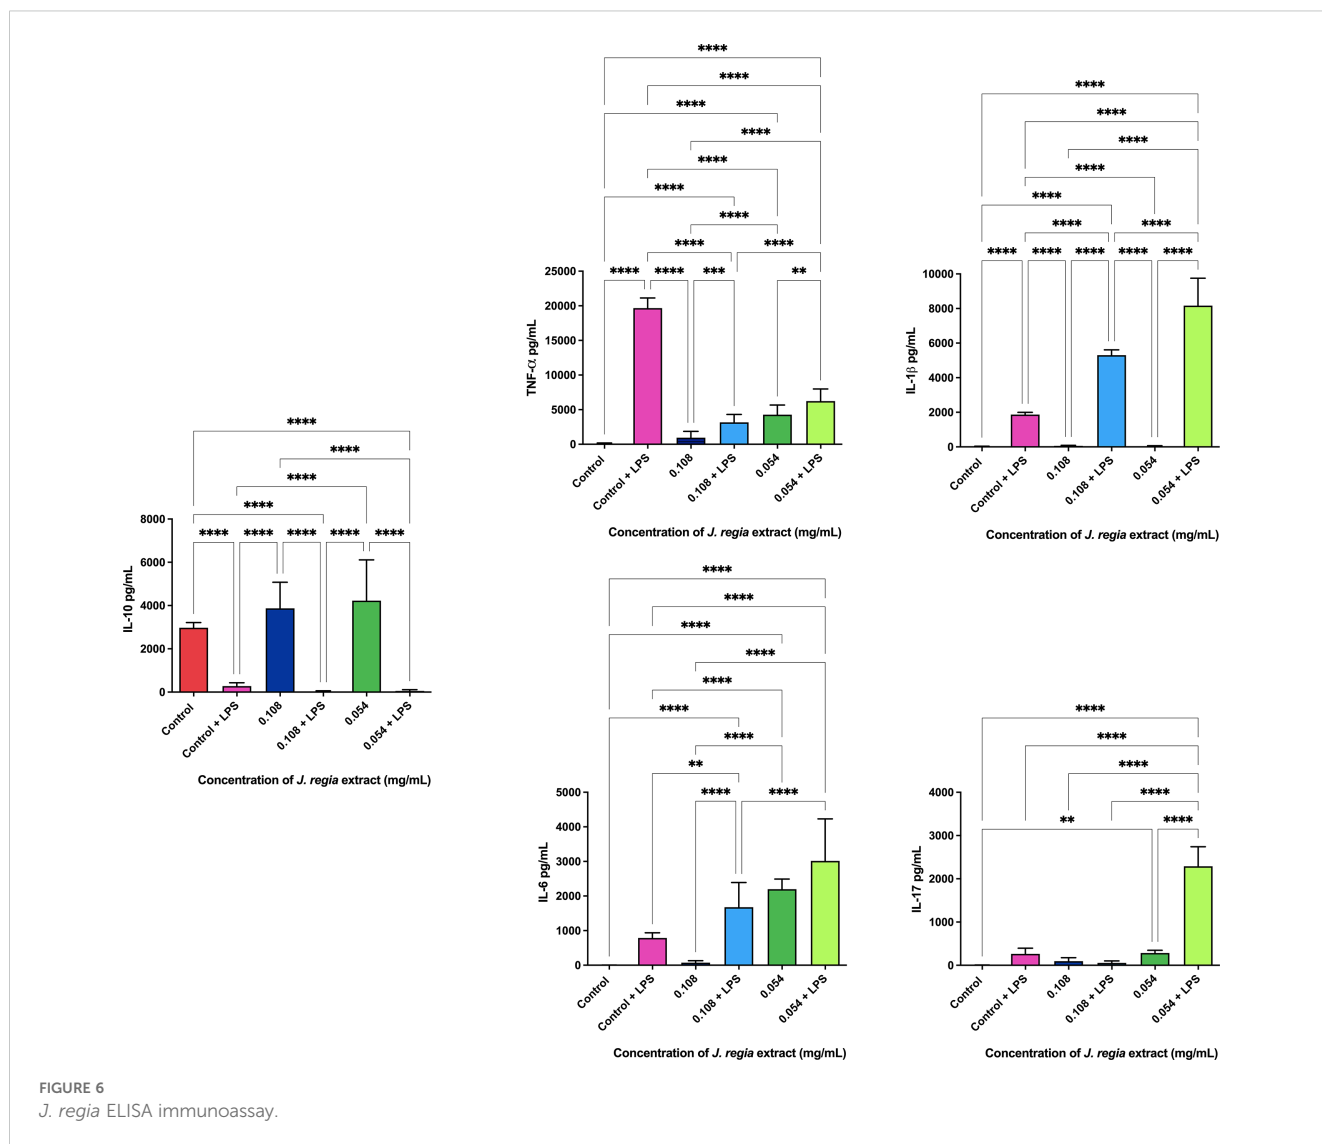 ****
****
****
****
**** **** **** **** ****
8000
6000
4000
2000
0
IL-10 pg/mL
Control
Control + LPS
0.108
0.108 + LPS
0.054
0.054 + LPS
Concentration of J. regia extract (mg/mL)
****
****
****
****
****
****
****
**** ****
**** **** *** **
25000
20000
15000
10000
5000
0
TNF-α pg/mL
Control
Control + LPS
0.108
0.108 + LPS
0.054
0.054 + LPS
Concentration of J. regia extract (mg/mL)
****
****
****
****
****
**** ****
**** **** **** **** ****
10000
8000
6000
4000
2000
0
IL-1β pg/mL
Control
Control + LPS
0.108
0.108 + LPS
0.054
0.054 + LPS
Concentration of J. regia extract (mg/mL)
****
****
****
****
****
****
****
**
**** ****
5000
4000
3000
2000
1000
0
IL-6 pg/mL
Control
Control + LPS
0.108
0.108 + LPS
0.054
0.054 + LPS
Concentration of J. regia extract (mg/mL)
****
****
****
****
** ****
4000
3000
2000
1000
0
IL-17 pg/mL
Control
Control + LPS
0.108
0.108 + LPS
0.054
0.054 + LPS
Concentration of J. regia extract (mg/mL)
FIGURE 6
J. regia ELISA immunoassay.